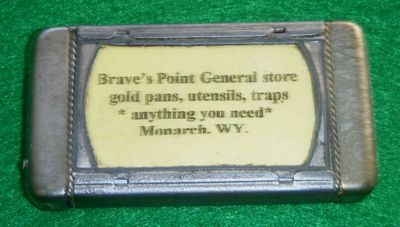 Brave's Point General store
gold pans, utensils, traps
* anything you need*
Monarch, WY.